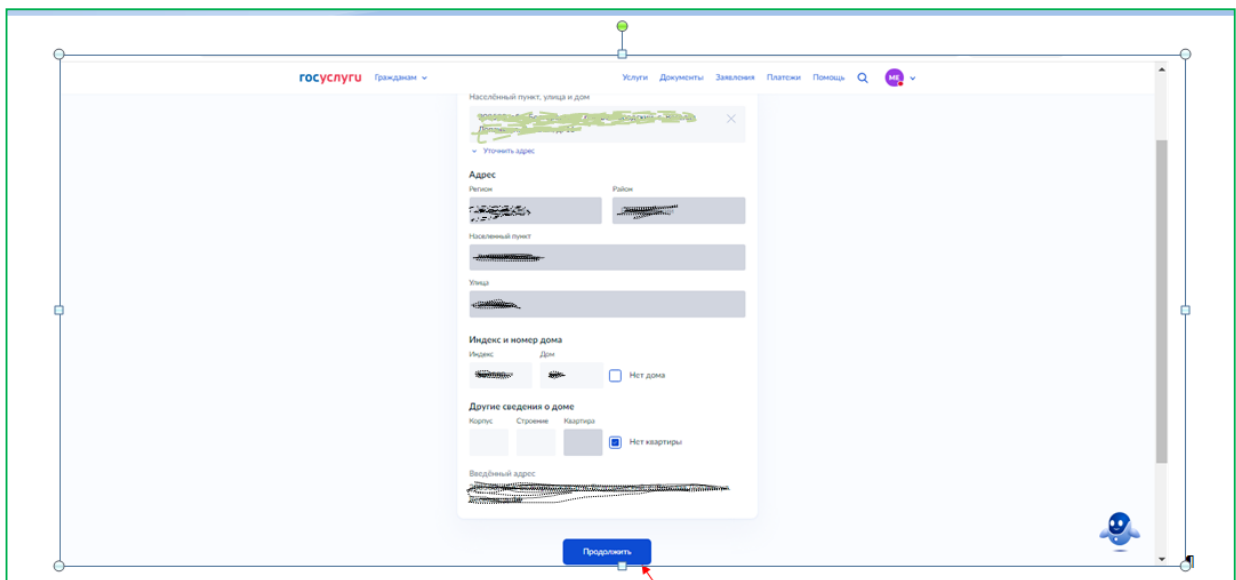 госуслуги Гражданам Услуги Документы Заявления Платежи Помощь МЕ
Населённый пункт, улица и дом
Уточнить адрес
Адрес
Регион Район
Населенный пункт
Улица
Индекс и номер дома
Индекс Дом
Нет дома
Другие сведения о доме
Корпус Строение Квартира
Нет квартиры
Введённый адрес
Продолжить
¶